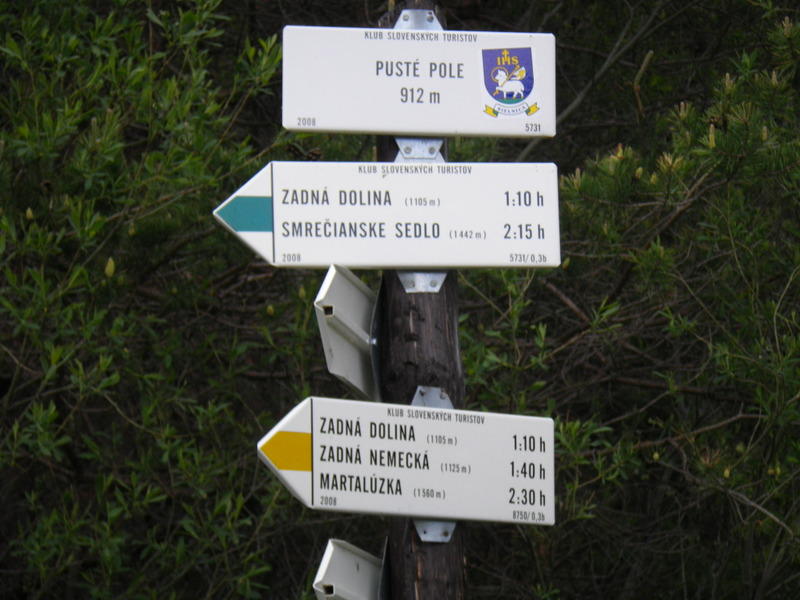 KLUB SLOVENSKÝCH TURISTOV
PUSTÉ POLE
912 m
IHS
2008
5731
KLUB SLOVENSKÝCH TURISTOV
ZADNÁ DOLINA (1105 m) 1:10 h
SMREČIANSKE SEDLO (1442 m) 2:15 h
2008 5731/0,3b
KLUB SLOVENSKÝCH TURISTOV
ZADNÁ DOLINA (1105 m) 1:10 h
ZADNÁ NEMECKÁ (1125 m) 1:40 h
MARTALÚZKA (1560 m) 2:30 h
2008 8750/0,3b